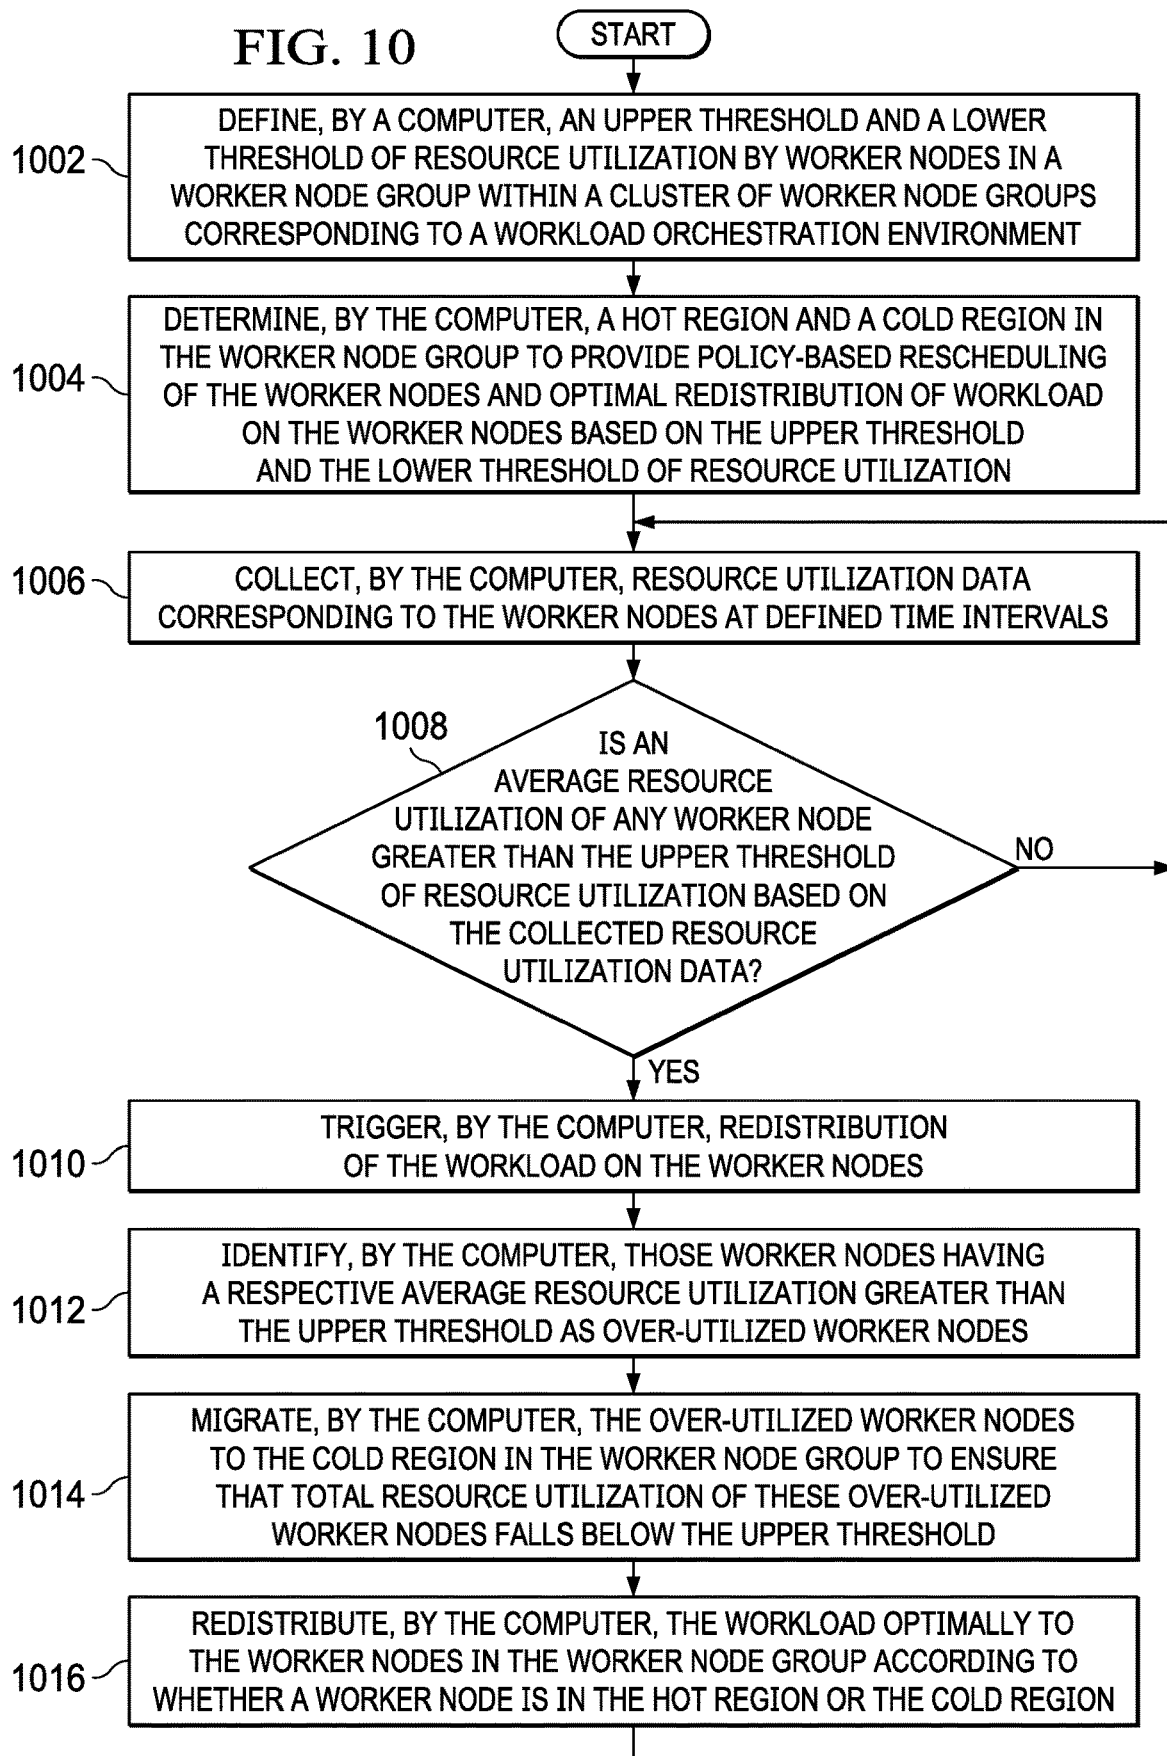 FIG. 10
START
1002
DEFINE, BY A COMPUTER, AN UPPER THRESHOLD AND A LOWER
THRESHOLD OF RESOURCE UTILIZATION BY WORKER NODES IN A
WORKER NODE GROUP WITHIN A CLUSTER OF WORKER NODE GROUPS
CORRESPONDING TO A WORKLOAD ORCHESTRATION ENVIRONMENT
1004
DETERMINE, BY THE COMPUTER, A HOT REGION AND A COLD REGION IN
THE WORKER NODE GROUP TO PROVIDE POLICY-BASED RESCHEDULING
OF THE WORKER NODES AND OPTIMAL REDISTRIBUTION OF WORKLOAD
ON THE WORKER NODES BASED ON THE UPPER THRESHOLD
AND THE LOWER THRESHOLD OF RESOURCE UTILIZATION
1006
COLLECT, BY THE COMPUTER, RESOURCE UTILIZATION DATA
CORRESPONDING TO THE WORKER NODES AT DEFINED TIME INTERVALS
1008
IS AN
AVERAGE RESOURCE
UTILIZATION OF ANY WORKER NODE
GREATER THAN THE UPPER THRESHOLD
OF RESOURCE UTILIZATION BASED ON
THE COLLECTED RESOURCE
UTILIZATION DATA?
NO
YES
1010
TRIGGER, BY THE COMPUTER, REDISTRIBUTION
OF THE WORKLOAD ON THE WORKER NODES
1012
IDENTIFY, BY THE COMPUTER, THOSE WORKER NODES HAVING
A RESPECTIVE AVERAGE RESOURCE UTILIZATION GREATER THAN
THE UPPER THRESHOLD AS OVER-UTILIZED WORKER NODES
1014
MIGRATE, BY THE COMPUTER, THE OVER-UTILIZED WORKER NODES
TO THE COLD REGION IN THE WORKER NODE GROUP TO ENSURE
THAT TOTAL RESOURCE UTILIZATION OF THESE OVER-UTILIZED
WORKER NODES FALLS BELOW THE UPPER THRESHOLD
1016
REDISTRIBUTE, BY THE COMPUTER, THE WORKLOAD OPTIMALLY TO
THE WORKER NODES IN THE WORKER NODE GROUP ACCORDING TO
WHETHER A WORKER NODE IS IN THE HOT REGION OR THE COLD REGION